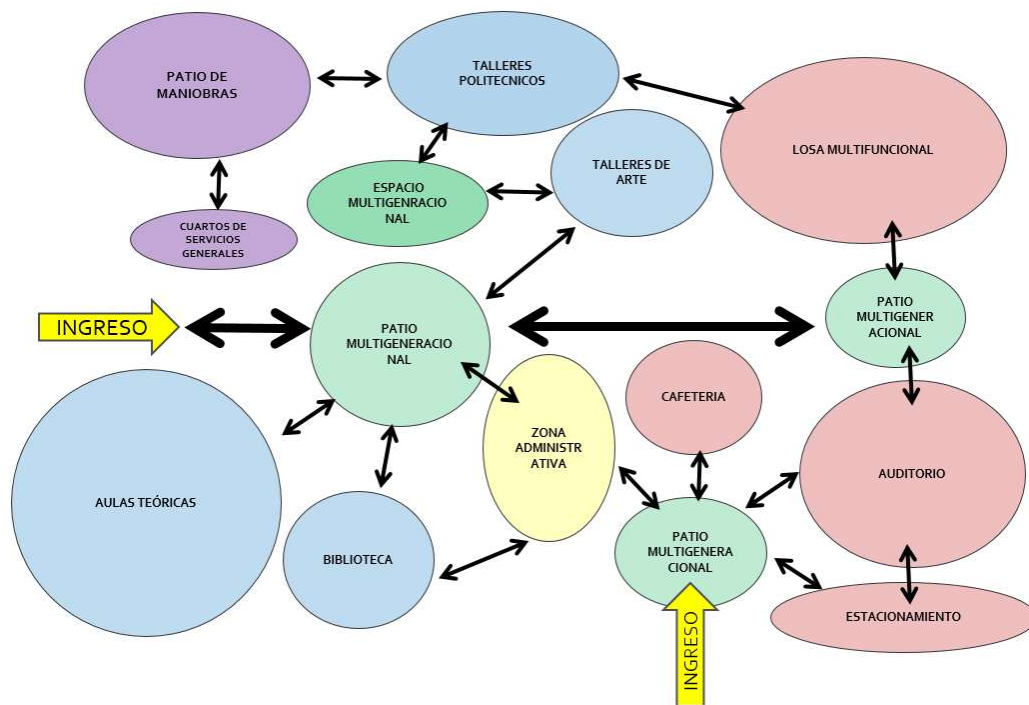 PATIO DE
MANIOBRAS
TALLERES
POLITECNICOS
LOSA MULTIFUNCIONAL
TALLERES DE
ARTE
ESPACIO
MULTIGENRACIO
NAL
CUARTOS DE
SERVICIOS
GENERALES
INGRESO
PATIO
MULTIGENERACIO
NAL
PATIO
MULTIGENER
ACIONAL
CAFETERIA
ZONA
ADMINISTR
ATIVA
AUDITORIO
AULAS TEÓRICAS
BIBLIOTECA
PATIO
MULTIGENERA
CIONAL
ESTACIONAMIENTO
INGRESO